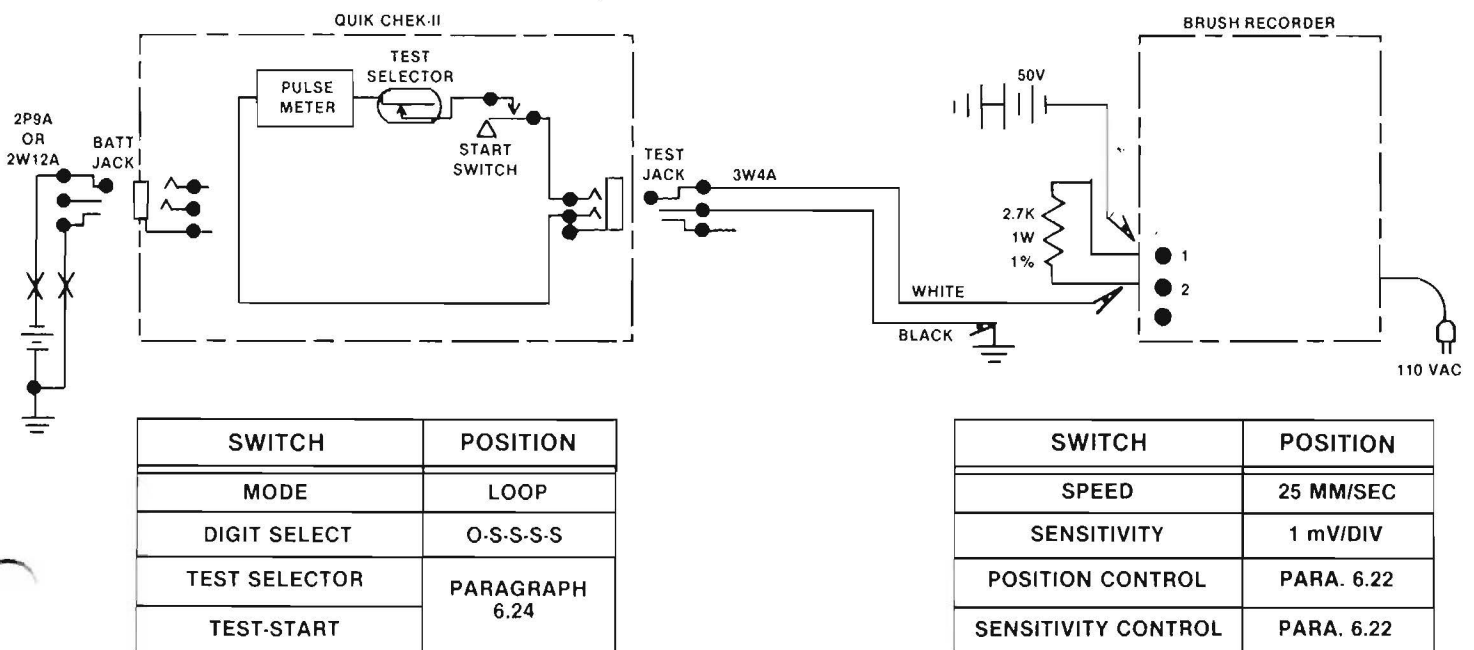 QUIK CHEK-II
BRUSH RECORDER
TEST
SELECTOR
PULSE
METER
START
SWITCH
2P9A
OR
2W12A
BATT
JACK
TEST
JACK
3W4A
50V
2.7K
1W
1%
1
2
WHITE
BLACK
110 VAC
SWITCH POSITION
MODE LOOP
DIGIT SELECT O-S-S-S-S
TEST SELECTOR
PARAGRAPH
6.24
TEST-START
SWITCH POSITION
SPEED 25 MM/SEC
SENSITIVITY 1 mV/DIV
POSITION CONTROL PARA. 6.22
SENSITIVITY CONTROL PARA. 6.22